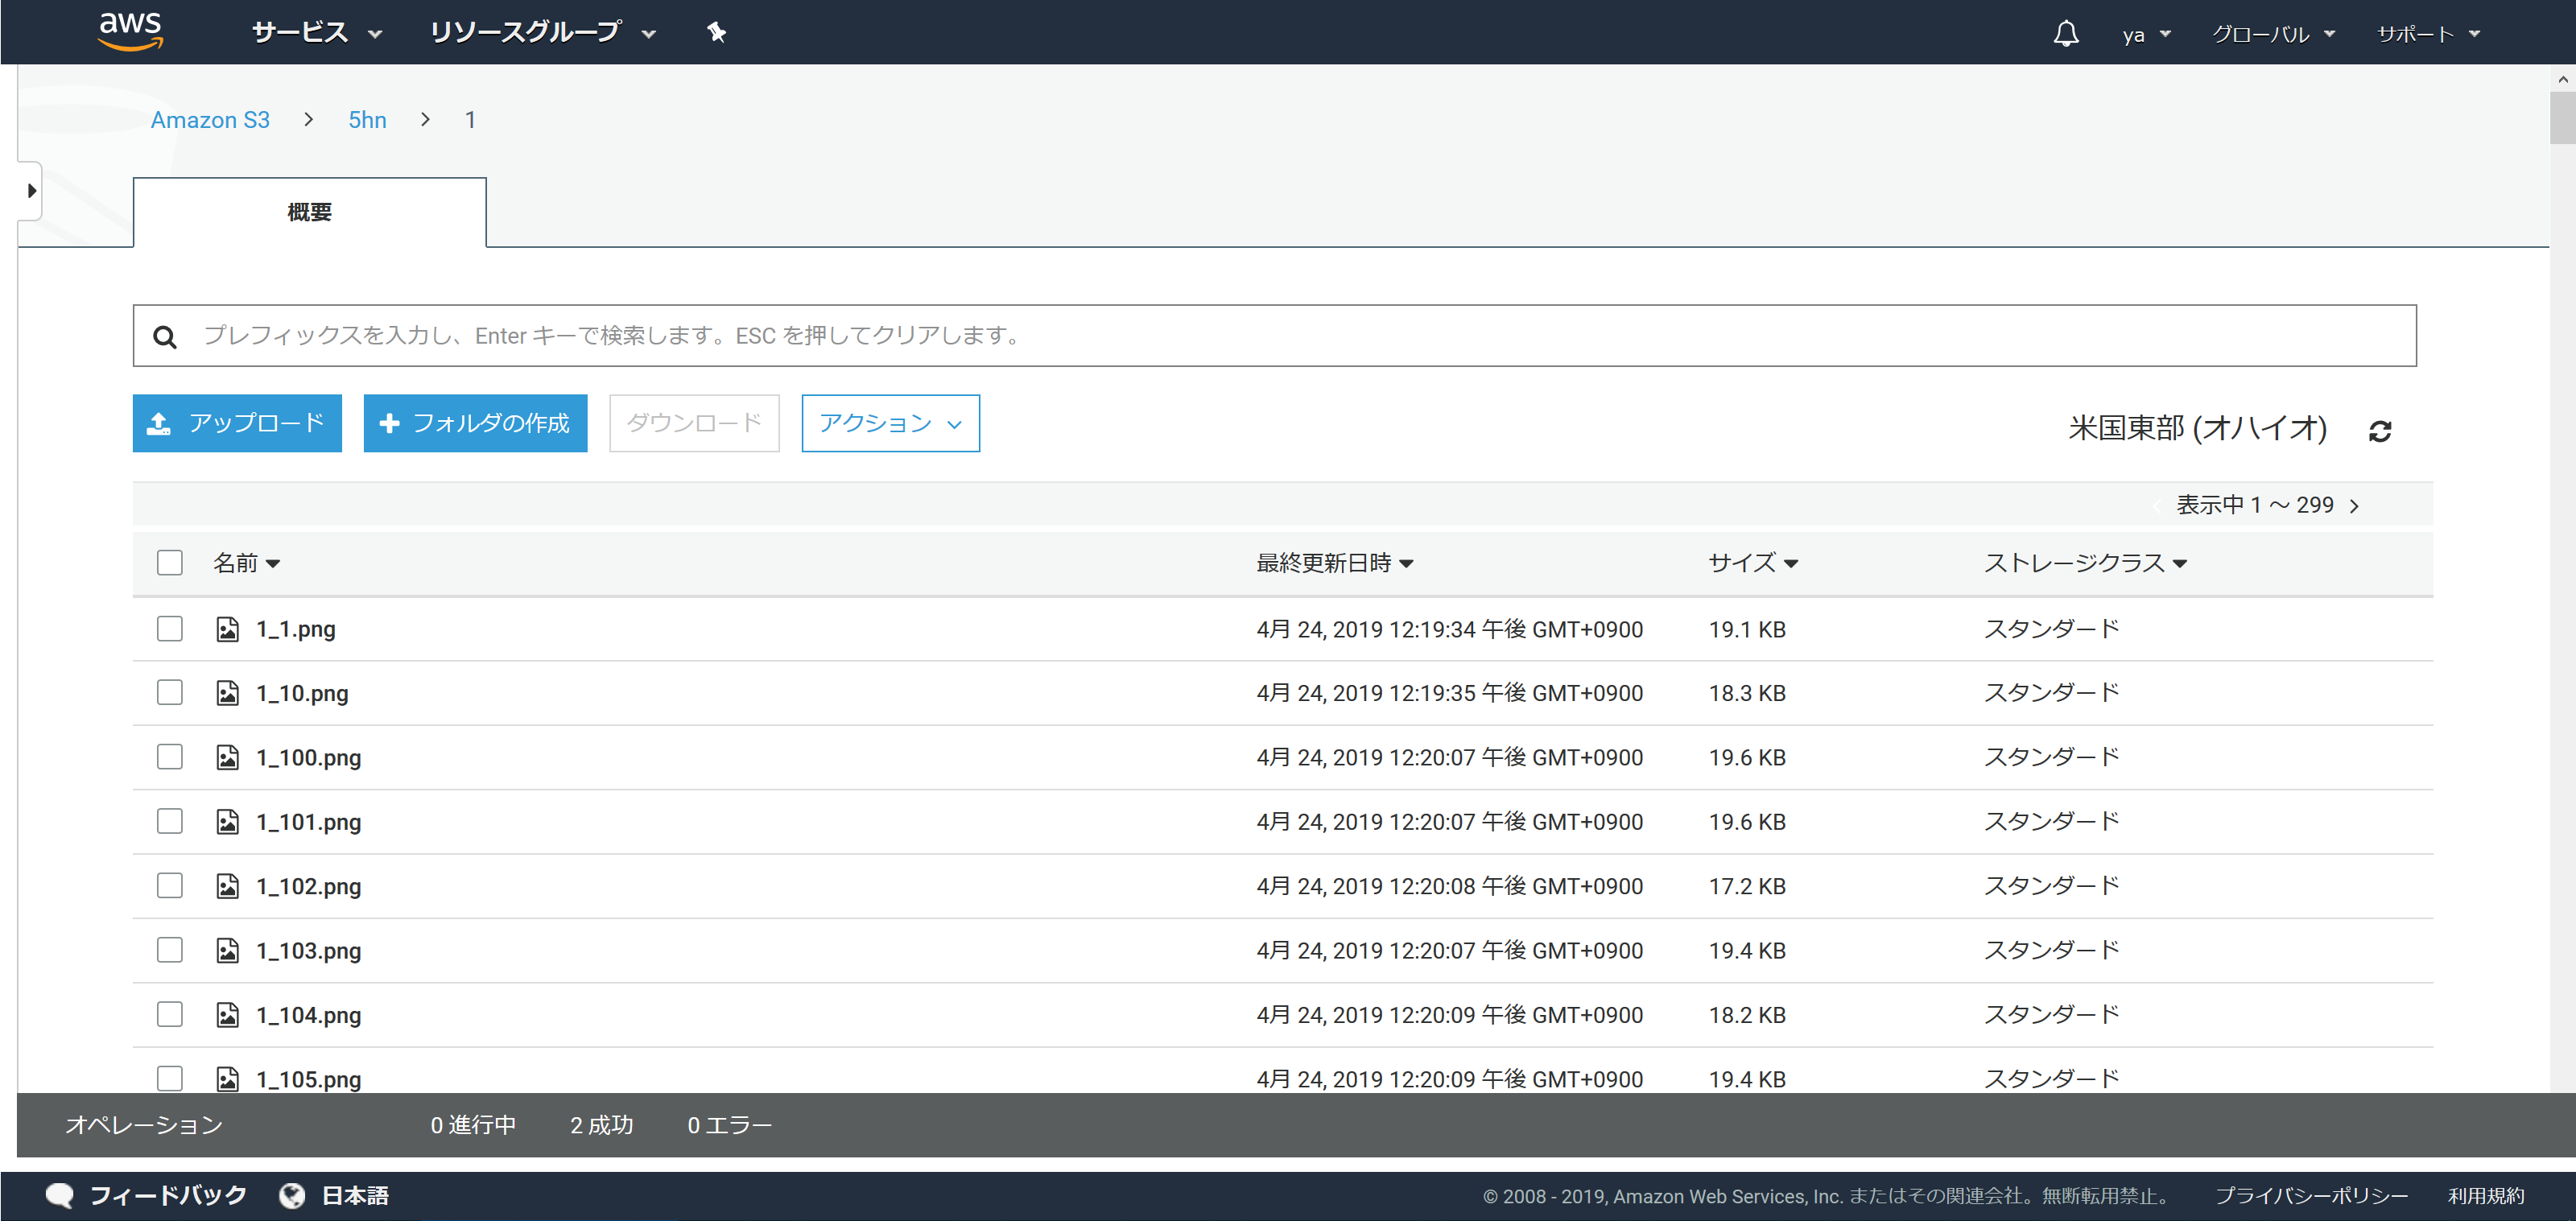 aws サービス リソースグループ ya グローバル サポート
Amazon S3 > 5hn > 1
概要
プレフィックスを入力し、Enter キーで検索します。ESC を押してクリアします。
アップロード フォルダの作成 ダウンロード アクション 米国東部 (オハイオ)
表示中 1 ～ 299
名前 最終更新日時 サイズ ストレージクラス
1_1.png 4月 24, 2019 12:19:34 午後 GMT+0900 19.1 KB スタンダード
1_10.png 4月 24, 2019 12:19:35 午後 GMT+0900 18.3 KB スタンダード
1_100.png 4月 24, 2019 12:20:07 午後 GMT+0900 19.6 KB スタンダード
1_101.png 4月 24, 2019 12:20:07 午後 GMT+0900 19.6 KB スタンダード
1_102.png 4月 24, 2019 12:20:08 午後 GMT+0900 17.2 KB スタンダード
1_103.png 4月 24, 2019 12:20:07 午後 GMT+0900 19.4 KB スタンダード
1_104.png 4月 24, 2019 12:20:09 午後 GMT+0900 18.2 KB スタンダード
1_105.png 4月 24, 2019 12:20:09 午後 GMT+0900 19.4 KB スタンダード
オペレーション 0 進行中 2 成功 0 エラー
フィードバック 日本語 © 2008 - 2019, Amazon Web Services, Inc. またはその関連会社。無断転用禁止。 プライバシーポリシー 利用規約